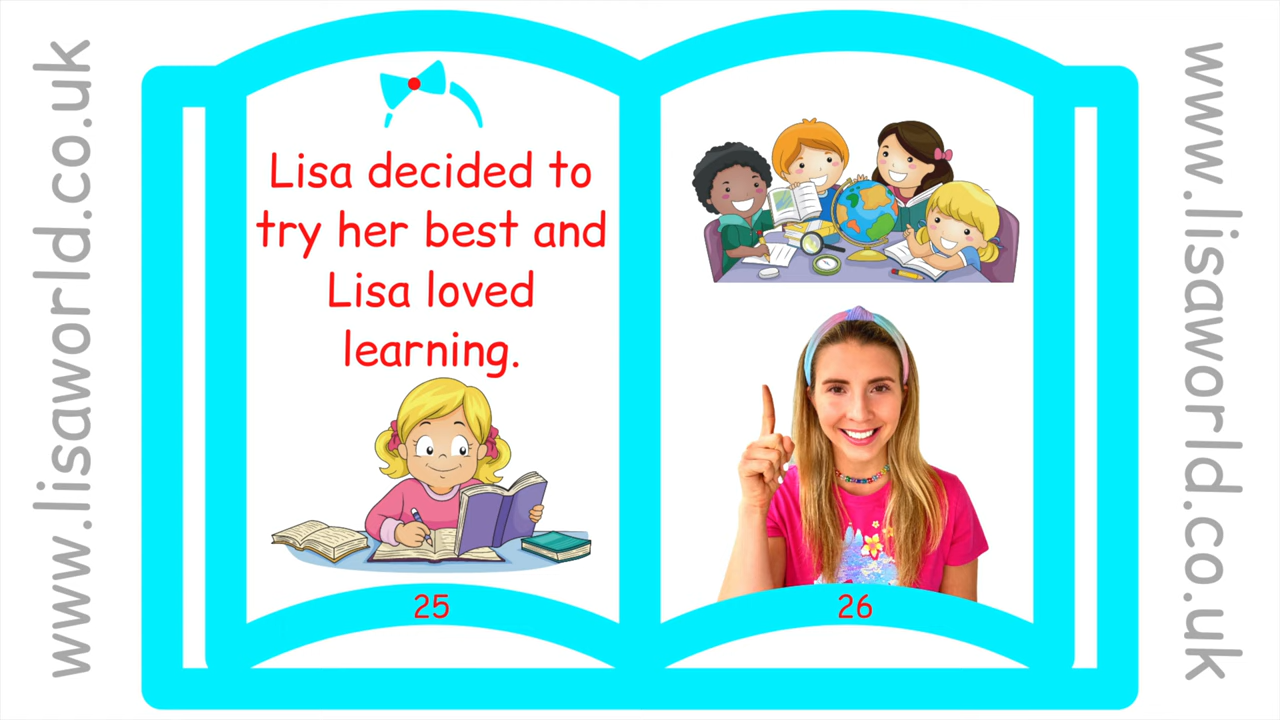 www.lisaworld.co.uk
Lisa decided to
try her best and
Lisa loved
learning.
25
26
www.lisaworld.co.uk